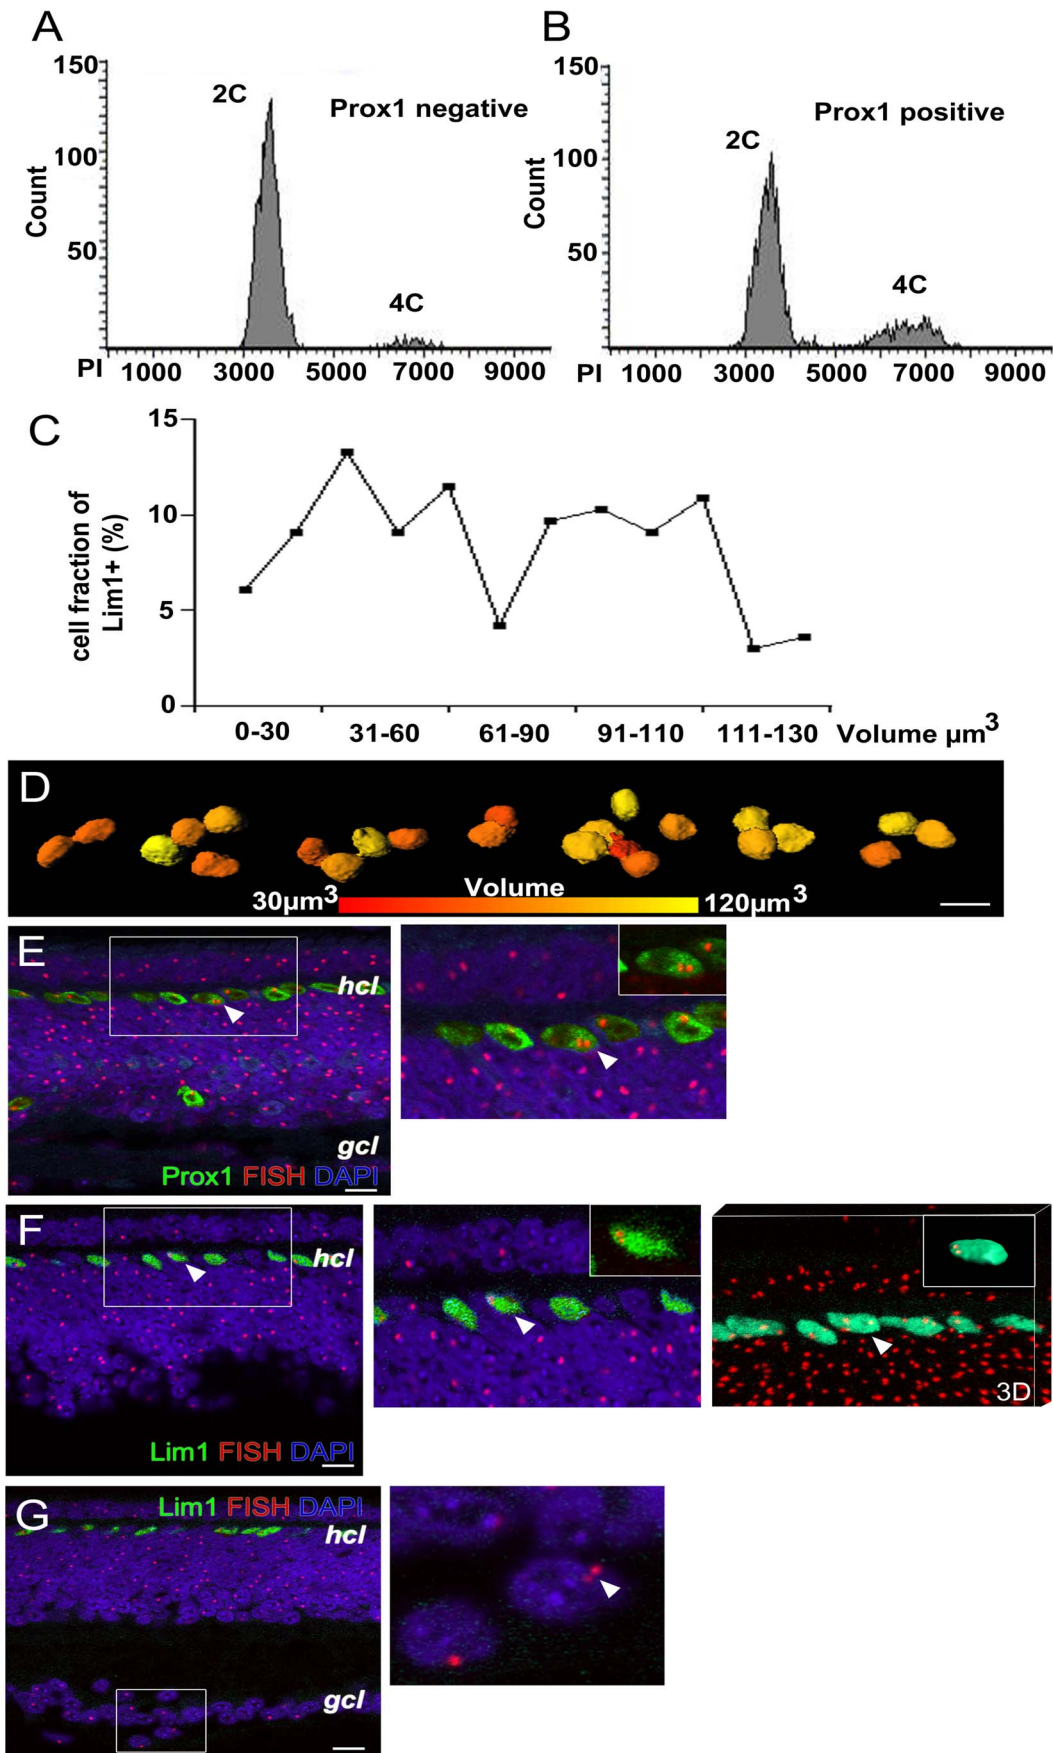 A
150
2C
Prox1 negative
100
Count
50
4C
PI 1000 3000 5000 7000 9000
B
150
Prox1 positive
2C
100
Count
50
4C
PI 1000 3000 5000 7000 9000
C
15
10
cell fraction of
Lim1+ (%)
5
0
0-30 31-60 61-90 91-110 111-130 Volume µm³
D
Volume
30µm³ 120µm³
E
hcl
gcl
Prox1 FISH DAPI
F
hcl
Lim1 FISH DAPI
3D
G
Lim1 FISH DAPI
hcl
gcl